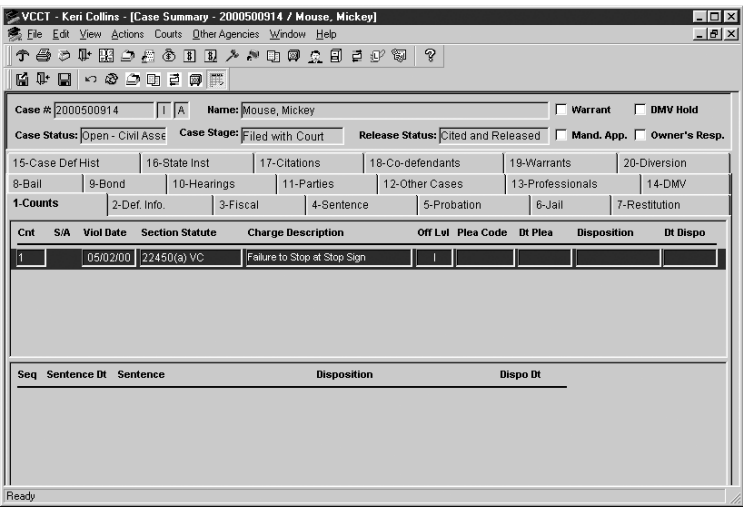 VCCT - Keri Collins - [Case Summary - 2000500914 / Mouse, Mickey]
File Edit View Actions Courts Other Agencies Window Help
Case #: 2000500914 I A Name: Mouse, Mickey Warrant DMV Hold
Case Status: Open - Civil Asse Case Stage: Filed with Court Release Status: Cited and Released Mand. App. Owner's Resp.
15-Case Def Hist 16-State Inst 17-Citations 18-Co-defendants 19-Warrants 20-Diversion
8-Bail 9-Bond 10-Hearings 11-Parties 12-Other Cases 13-Professionals 14-DMV
1-Counts 2-Def. Info. 3-Fiscal 4-Sentence 5-Probation 6-Jail 7-Restitution
Cnt S/A Viol Date Section Statute Charge Description Off Lvl Plea Code Dt Plea Disposition Dt Dispo
1 05/02/00 22450(a) VC Failure to Stop at Stop Sign I
Seq Sentence Dt Sentence Disposition Dispo Dt
Ready